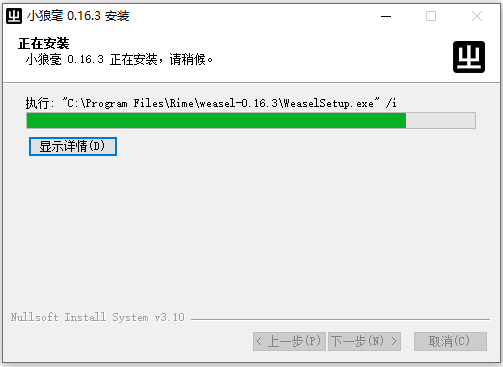 小狼毫 0.16.3 安装
正在安装
小狼毫 0.16.3 正在安装，请稍候。
执行: "C:\Program Files\Rime\weasel-0.16.3\WeaselSetup.exe" /i
显示详情(D)
Nullsoft Install System v3.10
< 上一步(P) 下一步(N) > 取消(C)